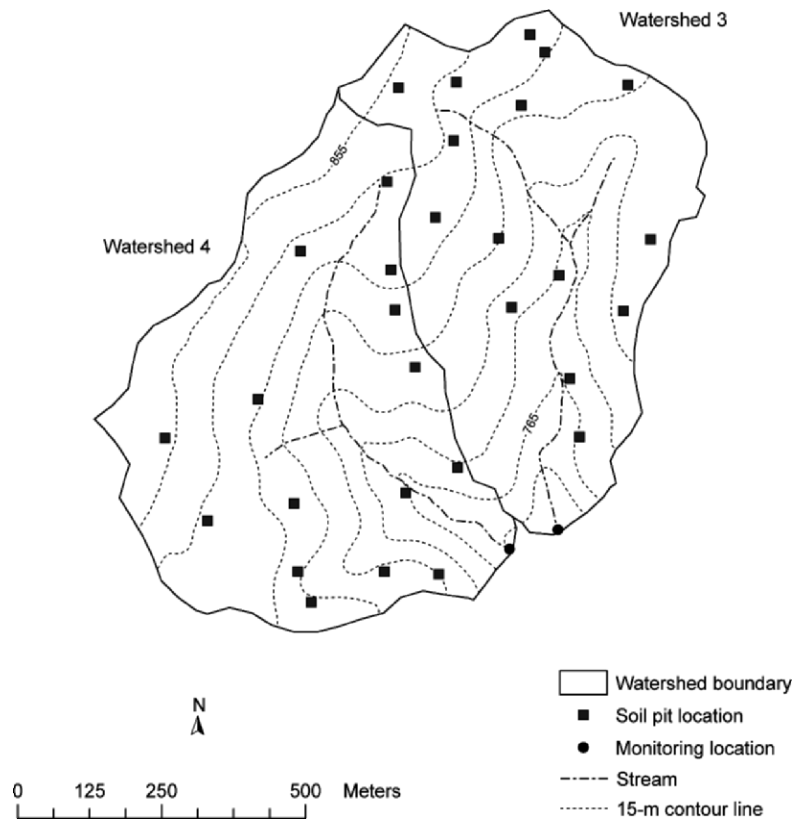 Watershed 3
855
Watershed 4
765
N
0 125 250 500 Meters
Watershed boundary
Soil pit location
Monitoring location
Stream
15-m contour line